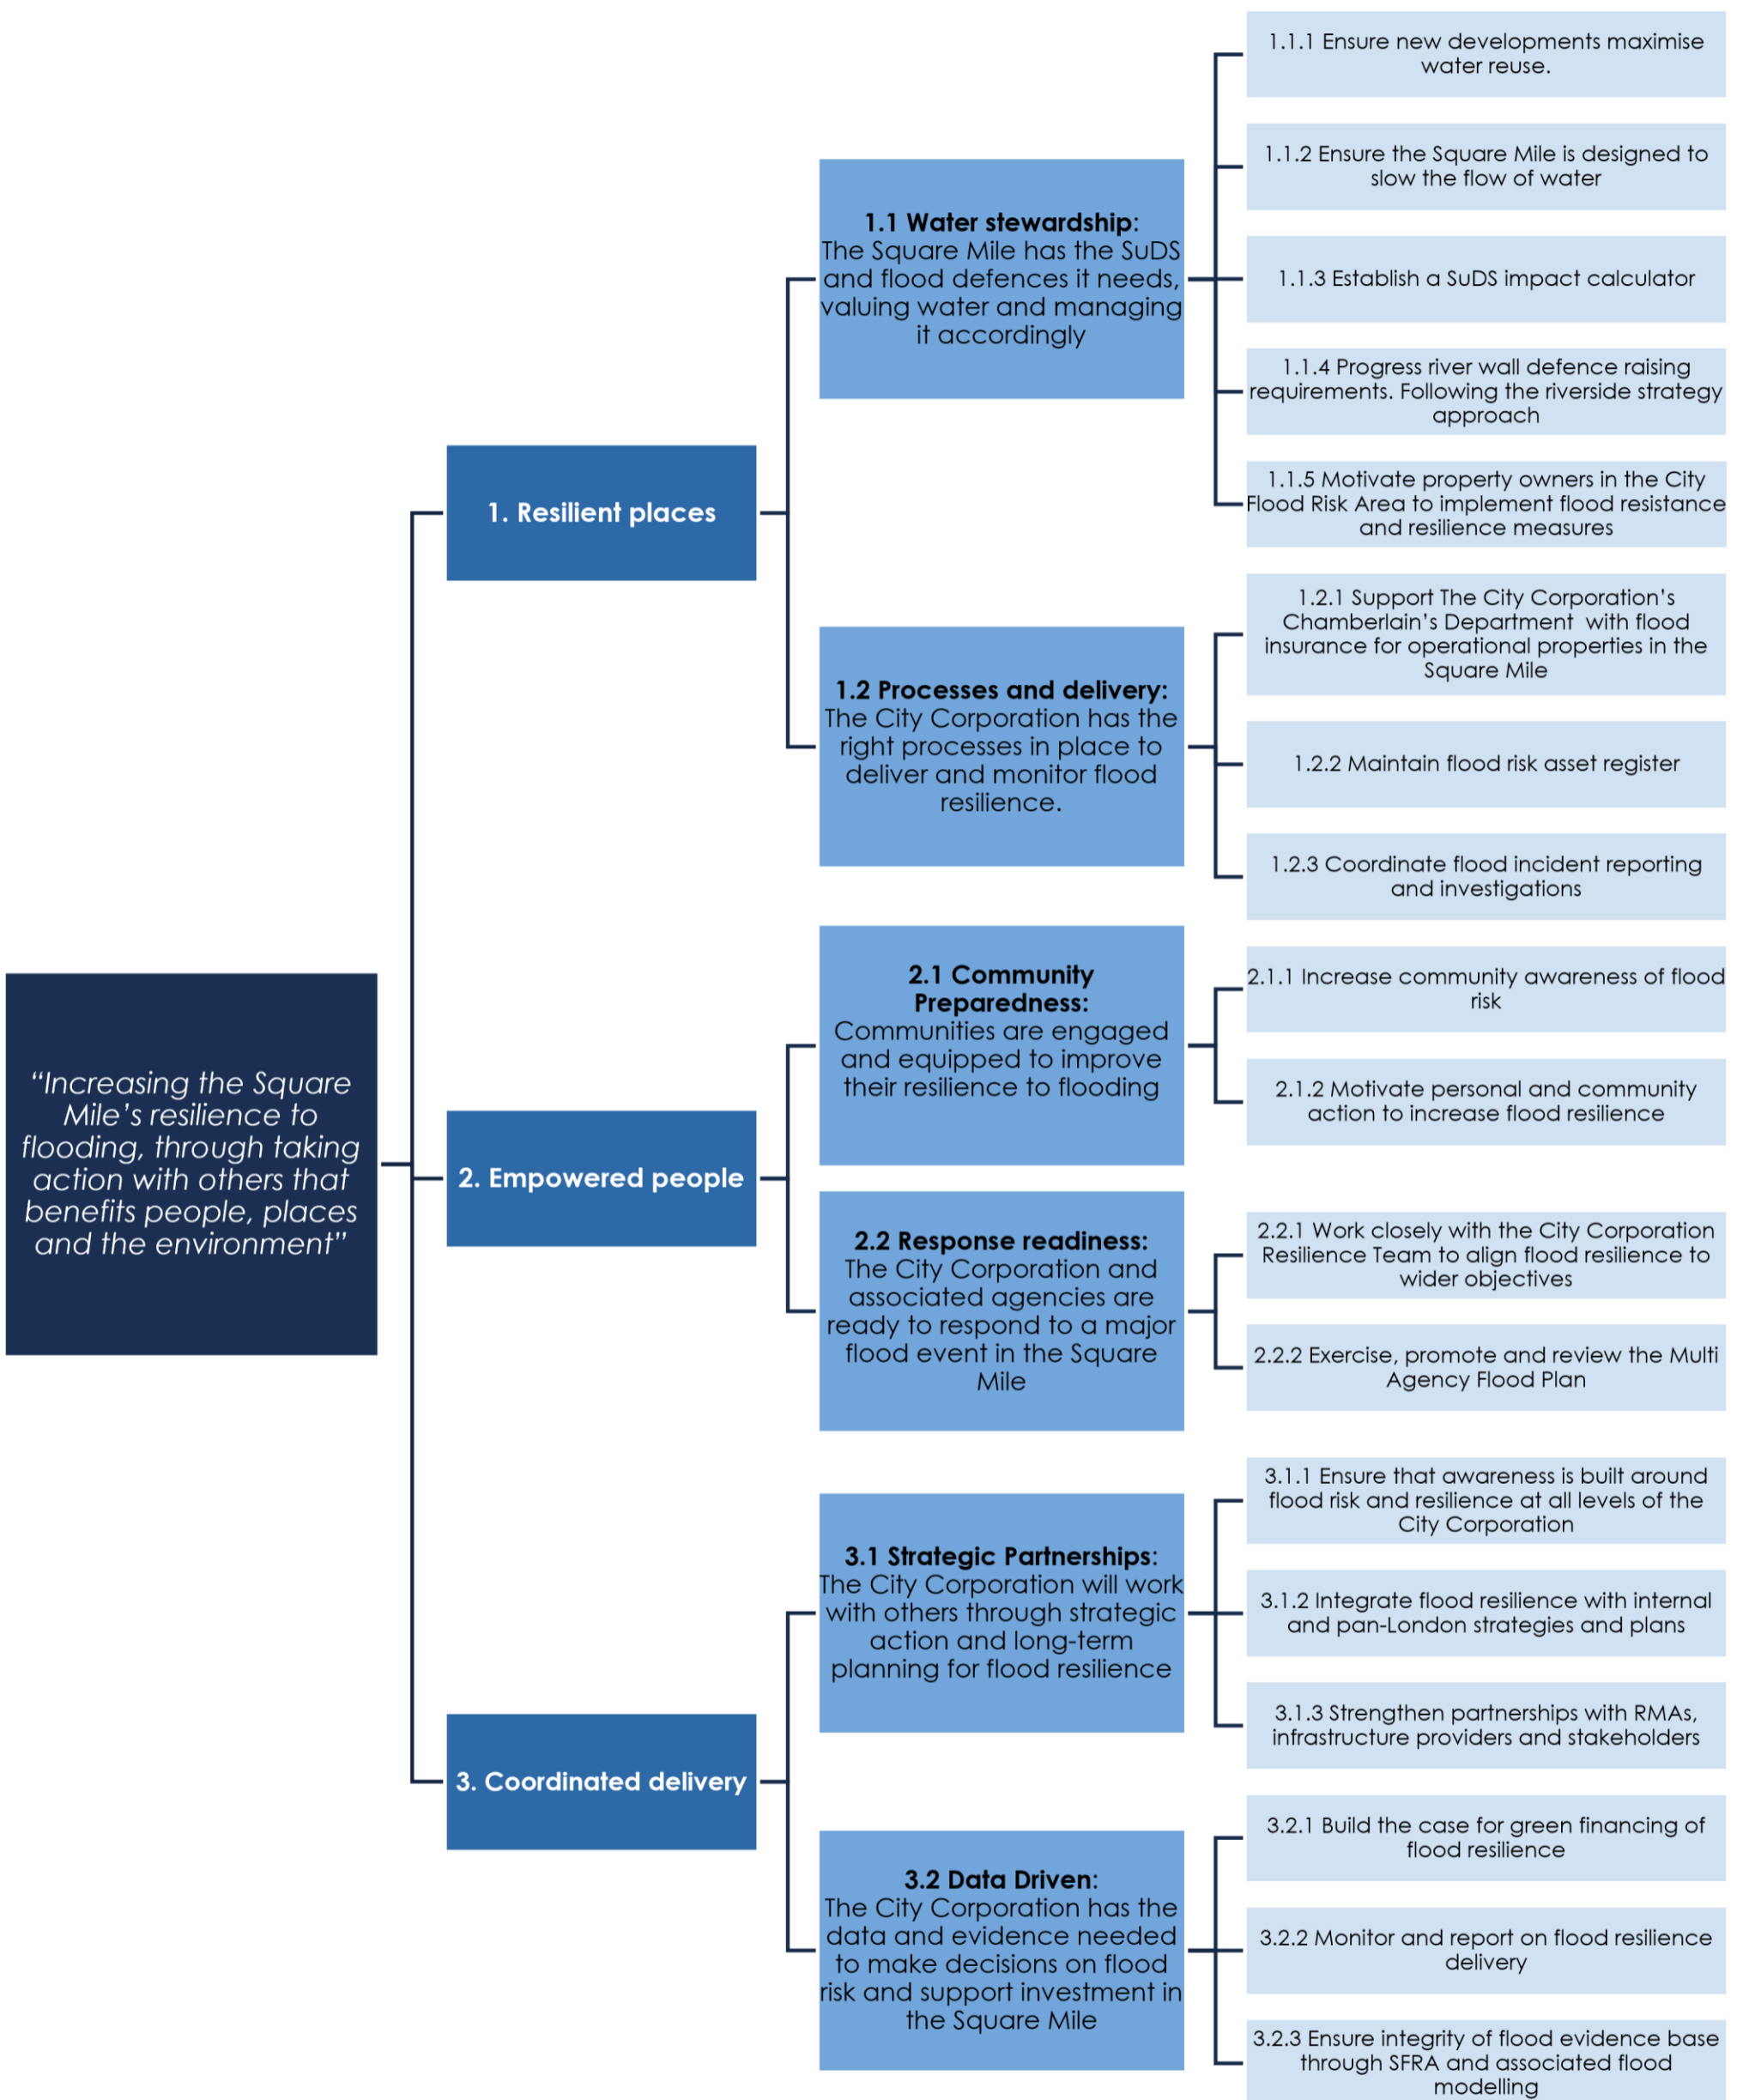 “Increasing the Square
Mile’s resilience to
flooding, through taking
action with others that
benefits people, places
and the environment”
1. Resilient places
1.1 Water stewardship:
The Square Mile has the SuDS
and flood defences it needs,
valuing water and managing
it accordingly
1.1.1 Ensure new developments maximise
water reuse.
1.1.2 Ensure the Square Mile is designed to
slow the flow of water
1.1.3 Establish a SuDS impact calculator
1.1.4 Progress river wall defence raising
requirements. Following the riverside strategy
approach
1.1.5 Motivate property owners in the City
Flood Risk Area to implement flood resistance
and resilience measures
1.2 Processes and delivery:
The City Corporation has the
right processes in place to
deliver and monitor flood
resilience.
1.2.1 Support The City Corporation’s
Chamberlain’s Department with flood
insurance for operational properties in the
Square Mile
1.2.2 Maintain flood risk asset register
1.2.3 Coordinate flood incident reporting
and investigations
2. Empowered people
2.1 Community
Preparedness:
Communities are engaged
and equipped to improve
their resilience to flooding
2.1.1 Increase community awareness of flood
risk
2.1.2 Motivate personal and community
action to increase flood resilience
2.2 Response readiness:
The City Corporation and
associated agencies are
ready to respond to a major
flood event in the Square
Mile
2.2.1 Work closely with the City Corporation
Resilience Team to align flood resilience to
wider objectives
2.2.2 Exercise, promote and review the Multi
Agency Flood Plan
3. Coordinated delivery
3.1 Strategic Partnerships:
The City Corporation will work
with others through strategic
action and long-term
planning for flood resilience
3.1.1 Ensure that awareness is built around
flood risk and resilience at all levels of the
City Corporation
3.1.2 Integrate flood resilience with internal
and pan-London strategies and plans
3.1.3 Strengthen partnerships with RMAs,
infrastructure providers and stakeholders
3.2 Data Driven:
The City Corporation has the
data and evidence needed
to make decisions on flood
risk and support investment in
the Square Mile
3.2.1 Build the case for green financing of
flood resilience
3.2.2 Monitor and report on flood resilience
delivery
3.2.3 Ensure integrity of flood evidence base
through SFRA and associated flood
modelling